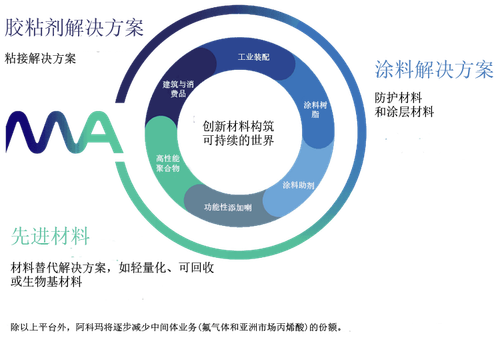 胶粘剂解决方案
粘接解决方案
工业装配
建筑与消
费品
涂料树
脂
涂料解决方案
防护材料
和涂层材料
创新材料构筑
可持续的世界
MA
高性能
聚合物
涂料助剂
功能性添加喇
先进材料
材料替代解决方案，如轻量化、可回收
或生物基材料
除以上平台外，阿科玛将逐步减少中间体业务(氟气体和亚洲市场丙烯酸)的份额。